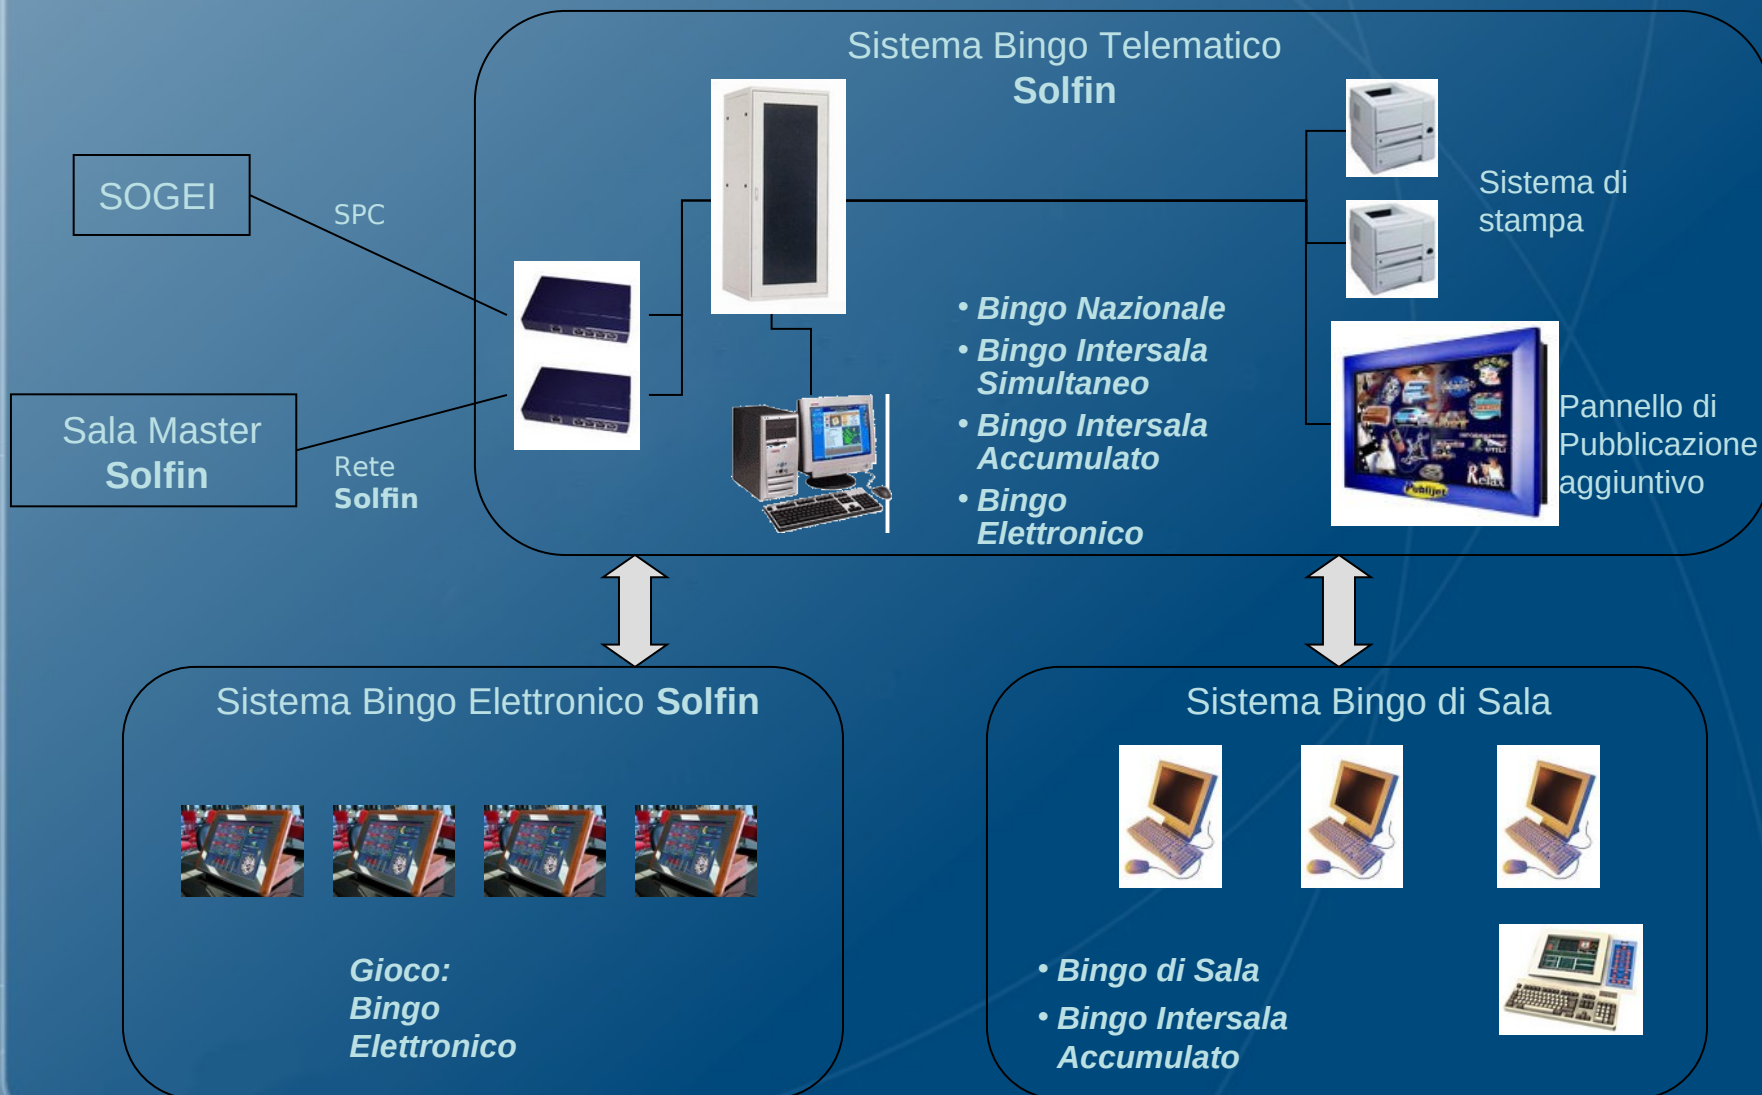 Sistema Bingo Telematico
Solfin
SOGEI
SPC
Sistema di
stampa
• Bingo Nazionale
• Bingo Intersala
Simultaneo
• Bingo Intersala
Accumulato
• Bingo
Elettronico
Sala Master
Solfin
Rete
Solfin
Relax
Publijet
Pannello di
Pubblicazione
aggiuntivo
Sistema Bingo Elettronico Solfin
Gioco:
Bingo
Elettronico
Sistema Bingo di Sala
• Bingo di Sala
• Bingo Intersala
Accumulato